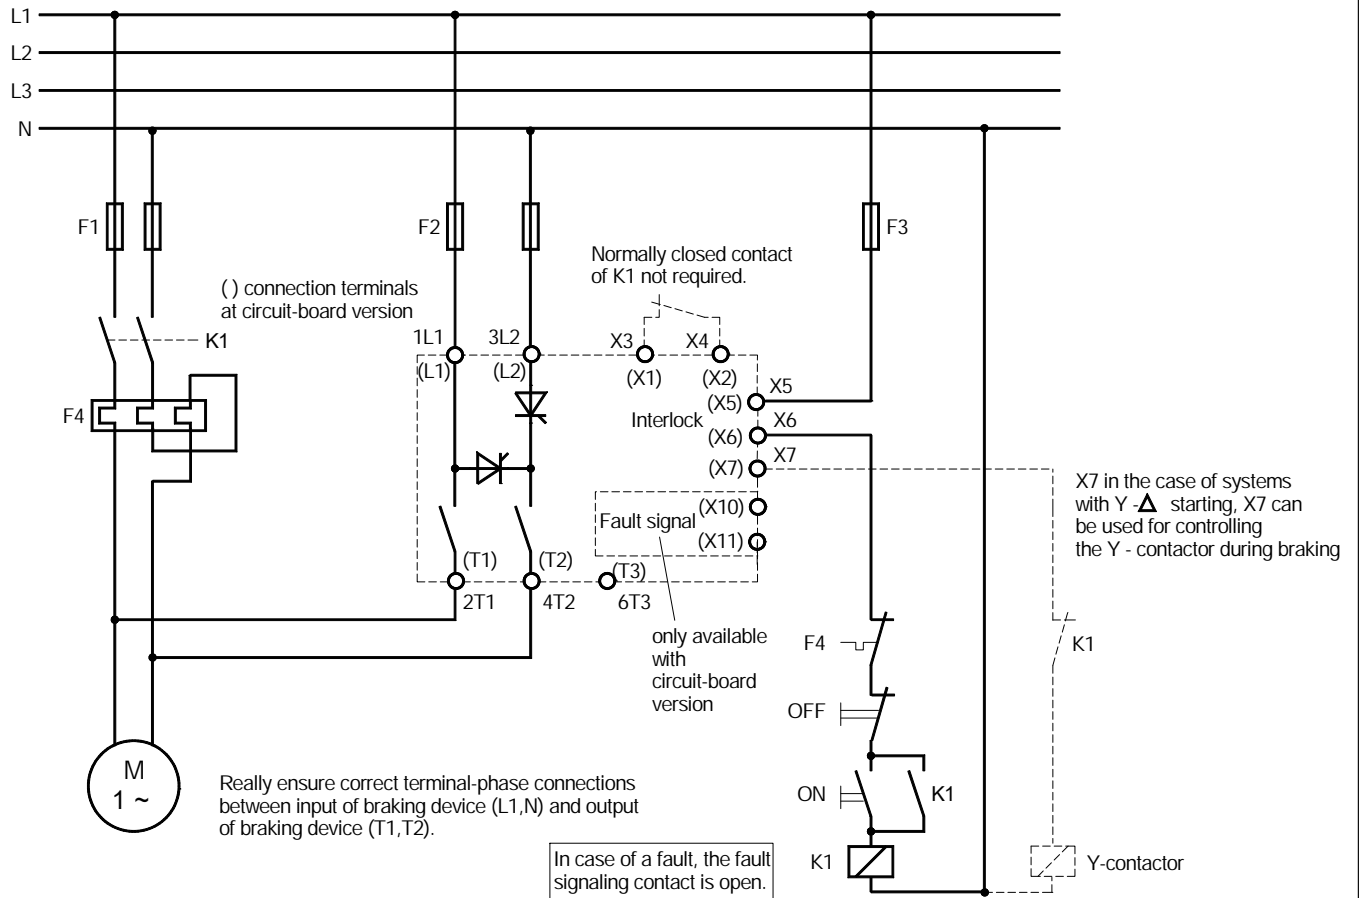 L1
L2
L3
N
F1
F2
F3
Normally closed contact
of K1 not required.
( ) connection terminals
at circuit-board version
K1
1L1
3L2
X3
X4
(L1)
(L2)
(X1)
(X2)
X5
(X5)
F4
Interlock
X6
(X6)
X7
(X7)
X7 in the case of systems
with Y -Δ starting, X7 can
be used for controlling
the Y - contactor during braking
(X10)
Fault signal
(X11)
(T1)
(T2)
(T3)
2T1
4T2
6T3
only available
with
circuit-board
version
F4
K1
OFF
M
1 ~
Really ensure correct terminal-phase connections
between input of braking device (L1,N) and output
of braking device (T1,T2).
ON
K1
In case of a fault, the fault
signaling contact is open.
K1
Y-contactor